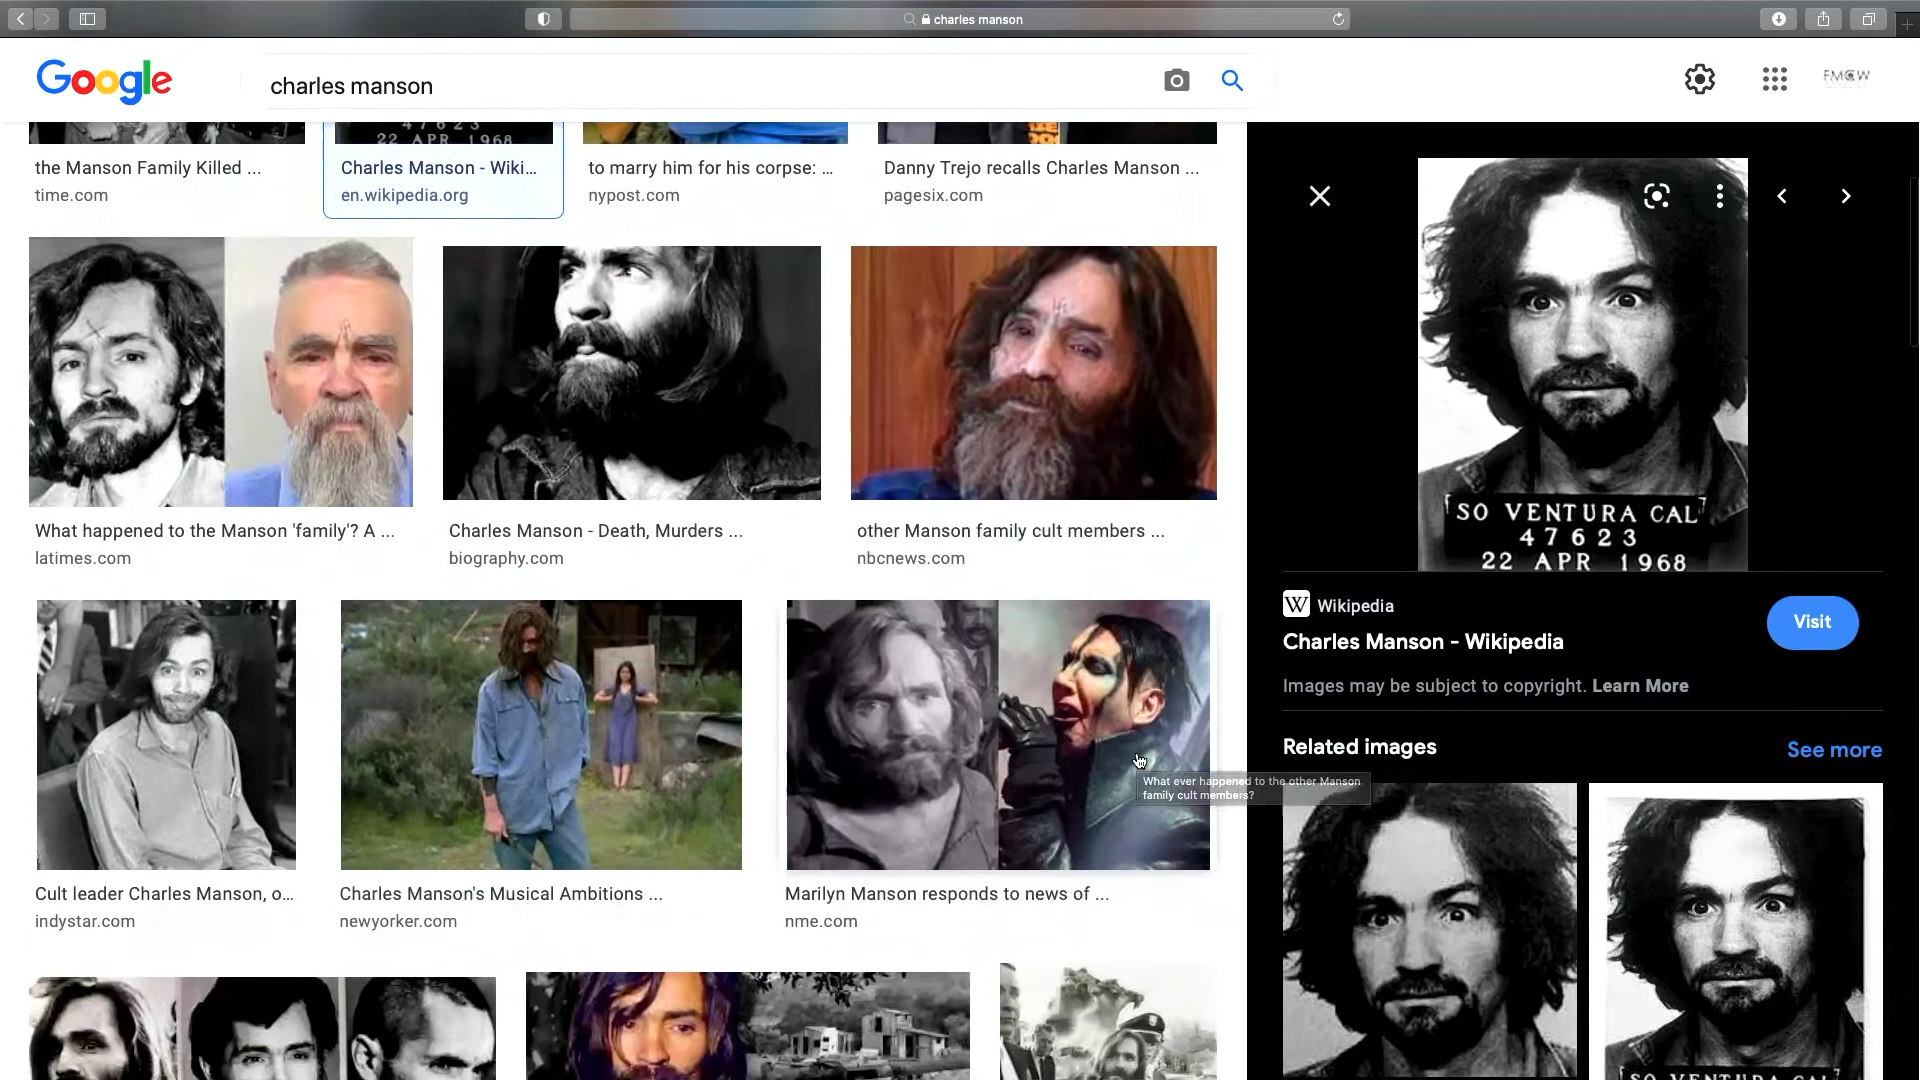 charles manson
Google
charles manson
FMCW
47623
22 APR 1968
the Manson Family Killed ...
time.com
Charles Manson - Wiki...
en.wikipedia.org
to marry him for his corpse: ...
nypost.com
Danny Trejo recalls Charles Manson ...
pagesix.com
What happened to the Manson 'family'? A ...
latimes.com
Charles Manson - Death, Murders ...
biography.com
other Manson family cult members ...
nbcnews.com
SO VENTURA CAL
47623
22 APR 1968
W Wikipedia
Charles Manson - Wikipedia
Visit
Images may be subject to copyright. Learn More
Related images
See more
What ever happened to the other Manson
family cult members?
Cult leader Charles Manson, o...
indystar.com
Charles Manson's Musical Ambitions ...
newyorker.com
Marilyn Manson responds to news of ...
nme.com
SO VENTURA CAL